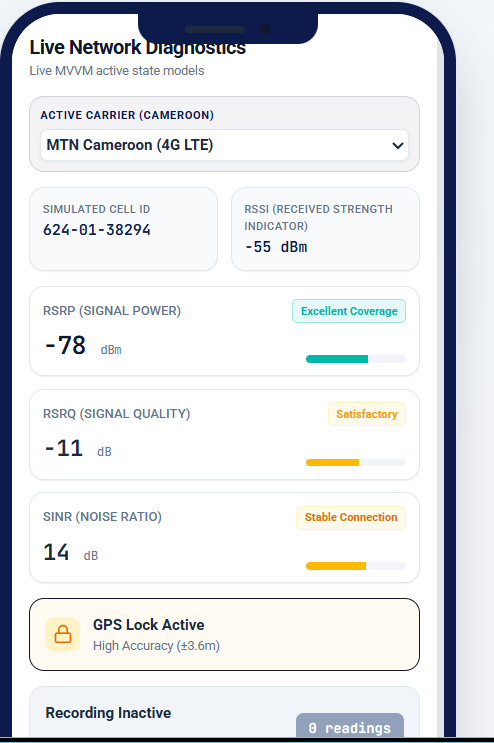 Live Network Diagnostics
Live MVVM active state models
ACTIVE CARRIER (CAMEROON)
MTN Cameroon (4G LTE)
SIMULATED CELL ID
624-01-38294
RSSI (RECEIVED STRENGTH
INDICATOR)
-55 dBm
RSRP (SIGNAL POWER)
Excellent Coverage
-78 dBm
RSRQ (SIGNAL QUALITY)
Satisfactory
-11 dB
SINR (NOISE RATIO)
Stable Connection
14 dB
GPS Lock Active
High Accuracy (±3.6m)
Recording Inactive
0 readings